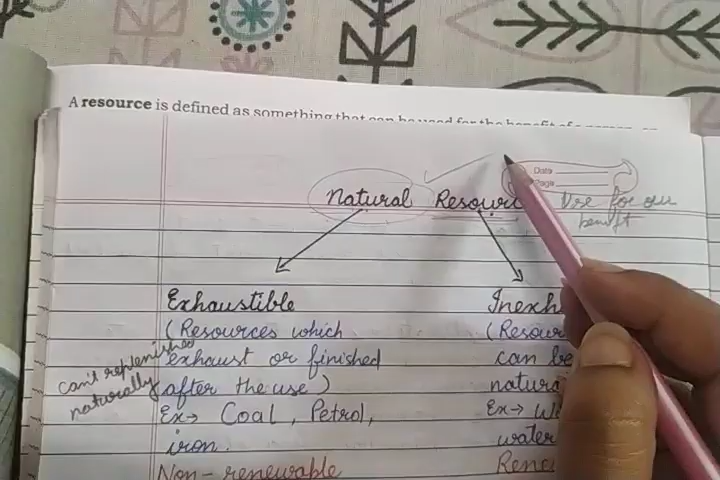 A resource is defined as something that can be used for the benefit of a
Date
Page
Natural Resourc Use for our
benefit
Exhaustible Inexh
(Resources which (Resour
can't replenished exhaust or finished can be
naturally after the use) natura
Ex→ Coal, Petrol, Ex→ W
iron. water
Non-renewable Rene